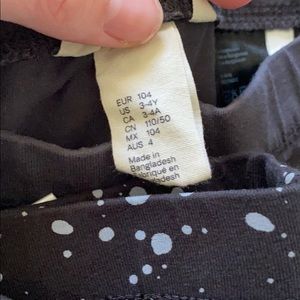 EUR 104
US 3-4Y
CA 3-4A
CN 110/50
MX 104
AUS 4
Made in
Bangladesh
Fabriqué en
Bangladesh